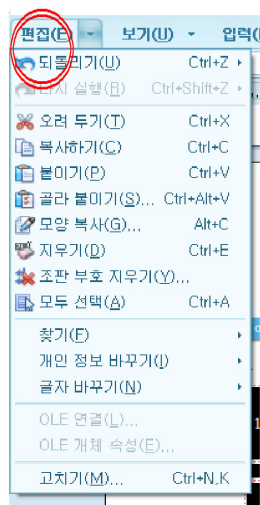 편집(E) 보기(U) 입력(
되돌리기(U) Ctrl+Z
다시 실행(R) Ctrl+Shift+Z
오려 두기(T) Ctrl+X
복사하기(C) Ctrl+C
붙이기(P) Ctrl+V
골라 붙이기(S)... Ctrl+Alt+V
모양 복사(G)... Alt+C
지우기(D) Ctrl+E
조판 부호 지우기(Y)...
모두 선택(A) Ctrl+A
찾기(F)
개인 정보 바꾸기(I)
글자 바꾸기(N)
OLE 연결(L)...
OLE 개체 속성(E)...
고치기(M)... Ctrl+N,K